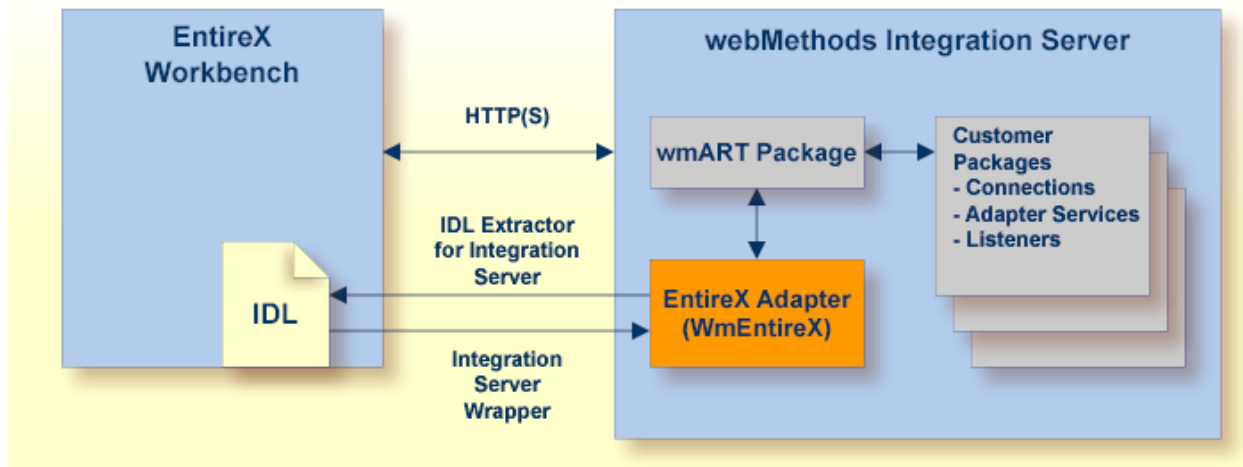 EntireX
Workbench
webMethods Integration Server
HTTP(S)
wmART Package
Customer
Packages
- Connections
- Adapter Services
- Listeners
IDL Extractor
for Integration
Server
IDL
EntireX Adapter
(WmEntireX)
Integration
Server
Wrapper